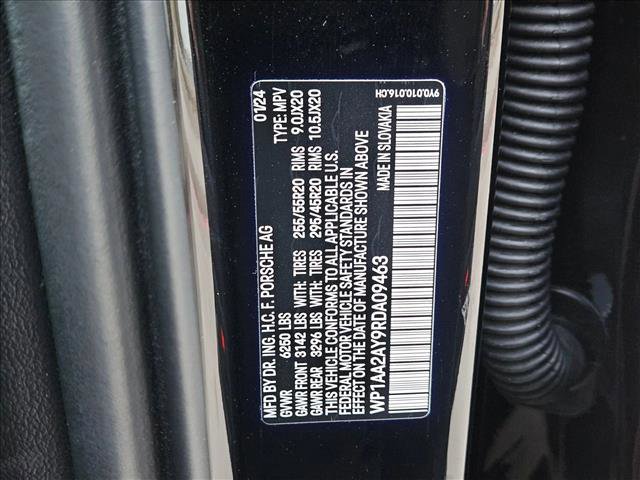 MFD BY DR. ING. H.C. F. PORSCHE AG 01/24
GVWR 6250 LBS TYPE: MPV
GAWR FRONT 3142 LBS WITH: TIRES 255/55R20 RIMS 9.0JX20
GAWR REAR 3296 LBS WITH: TIRES 295/45R20 RIMS 10.5JX20
THIS VEHICLE CONFORMS TO ALL APPLICABLE U.S.
FEDERAL MOTOR VEHICLE SAFETY STANDARDS IN
EFFECT ON THE DATE OF MANUFACTURE SHOWN ABOVE
WP1AA2AY9RDA09463
MADE IN SLOVAKIA
9Y0.010.016.CH